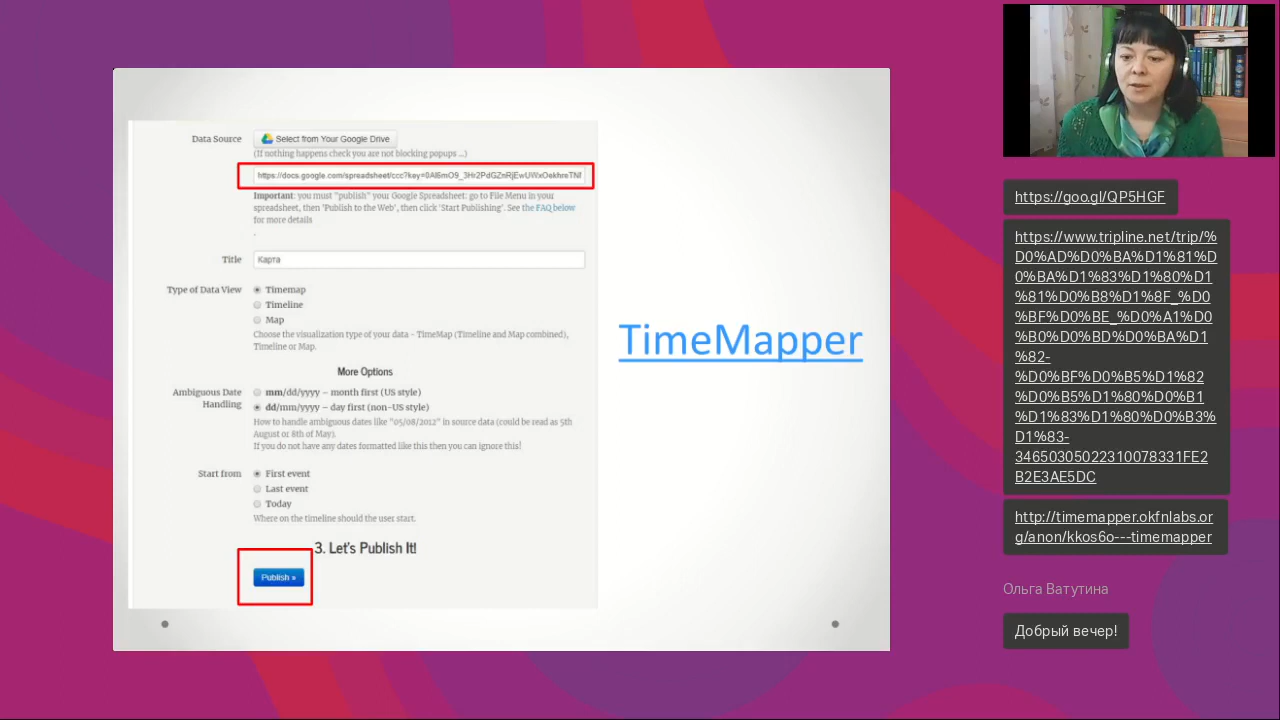 Data Source
Select from Your Google Drive
(If nothing happens check you are not blocking popups ...)
https://docs.google.com/spreadsheet/ccc?key=0Al6mO9_3Hr2PdGZnRjEwUWxOekhreTNf
Important: you must "publish" your Google Spreadsheet: go to File Menu in your
spreadsheet, then 'Publish to the Web', then click 'Start Publishing'. See the FAQ below
for more details
.
Title
Карта
Type of Data View
Timemap
Timeline
Map
Choose the visualization type of your data - TimeMap (Timeline and Map combined),
Timeline or Map.
More Options
Ambiguous Date
Handling
mm/dd/yyyy – month first (US style)
dd/mm/yyyy – day first (non-US style)
How to handle ambiguous dates like "05/08/2012" in source data (could be read as 5th
August or 8th of May).
If you do not have any dates formatted like this then you can ignore this!
Start from
First event
Last event
Today
Where on the timeline should the user start.
3. Let's Publish It!
Publish »
TimeMapper
https://goo.gl/QP5HGF
https://www.tripline.net/trip/%
D0%AD%D0%BA%D1%81%D
0%BA%D1%83%D1%80%D1
%81%D0%B8%D1%8F_%D0
%BF%D0%BE_%D0%A1%D0
%B0%D0%BD%D0%BA%D1
%82-
%D0%BF%D0%B5%D1%82
%D0%B5%D1%80%D0%B1
%D1%83%D1%80%D0%B3%
D1%83-
34650305022310078331FE2
B2E3AE5DC
http://timemapper.okfnlabs.or
g/anon/kkos6o---timemapper
Ольга Ватутина
Добрый вечер!